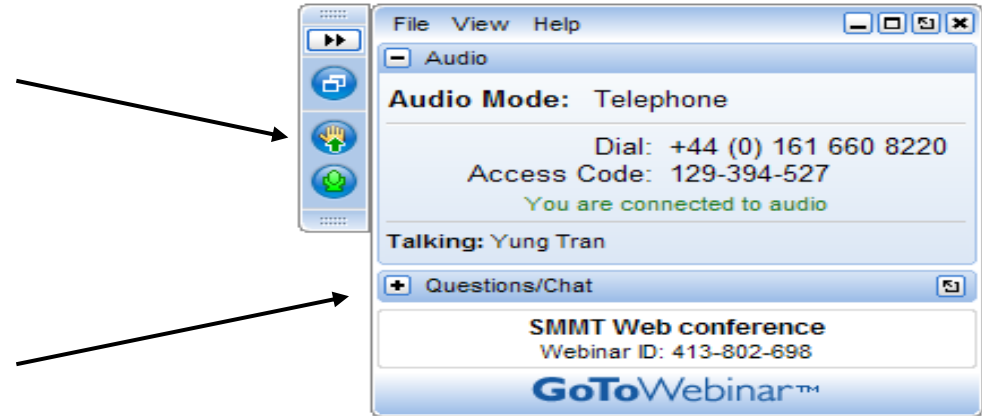 File View Help
Audio
Audio Mode: Telephone
Dial: +44 (0) 161 660 8220
Access Code: 129-394-527
You are connected to audio
Talking: Yung Tran
Questions/Chat
SMMT Web conference
Webinar ID: 413-802-698
GoToWebinar™